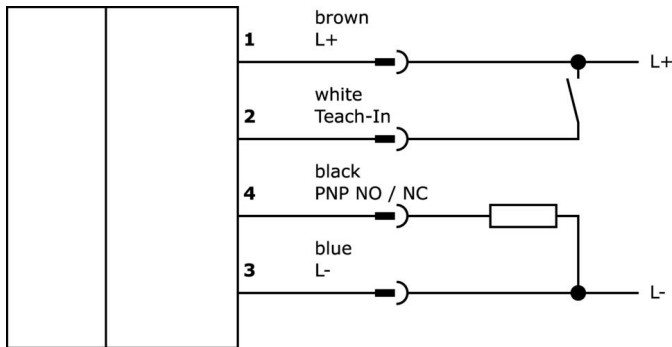 brown
1 L+ L+
white
2 Teach-In
black
4 PNP NO / NC
blue
3 L- L-